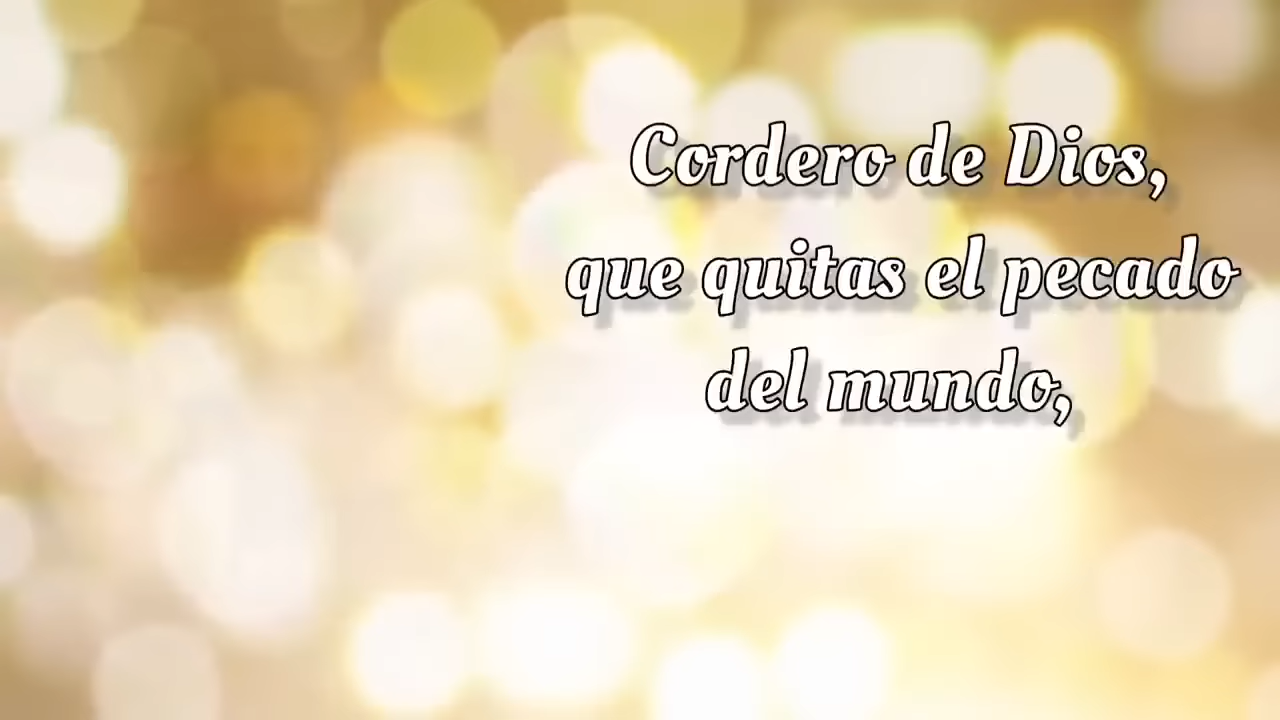 Cordero de Dios,
que quitas el pecado
del mundo,